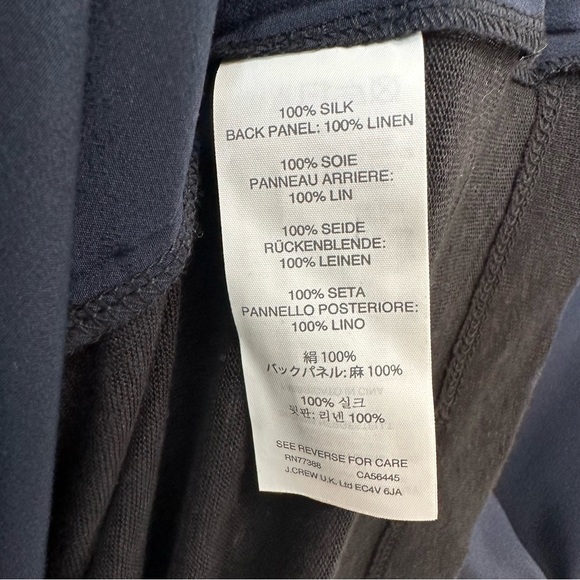 100% SILK
BACK PANEL: 100% LINEN
100% SOIE
PANNEAU ARRIERE:
100% LIN
100% SEIDE
RÜCKENBLENDE:
100% LEINEN
100% SETA
PANNELLO POSTERIORE:
100% LINO
絹 100%
バックパネル: 麻 100%
100% 실크
뒷판: 리넨 100%
SEE REVERSE FOR CARE
RN77388 CA56445
J.CREW U.K. Ltd EC4V 6JA